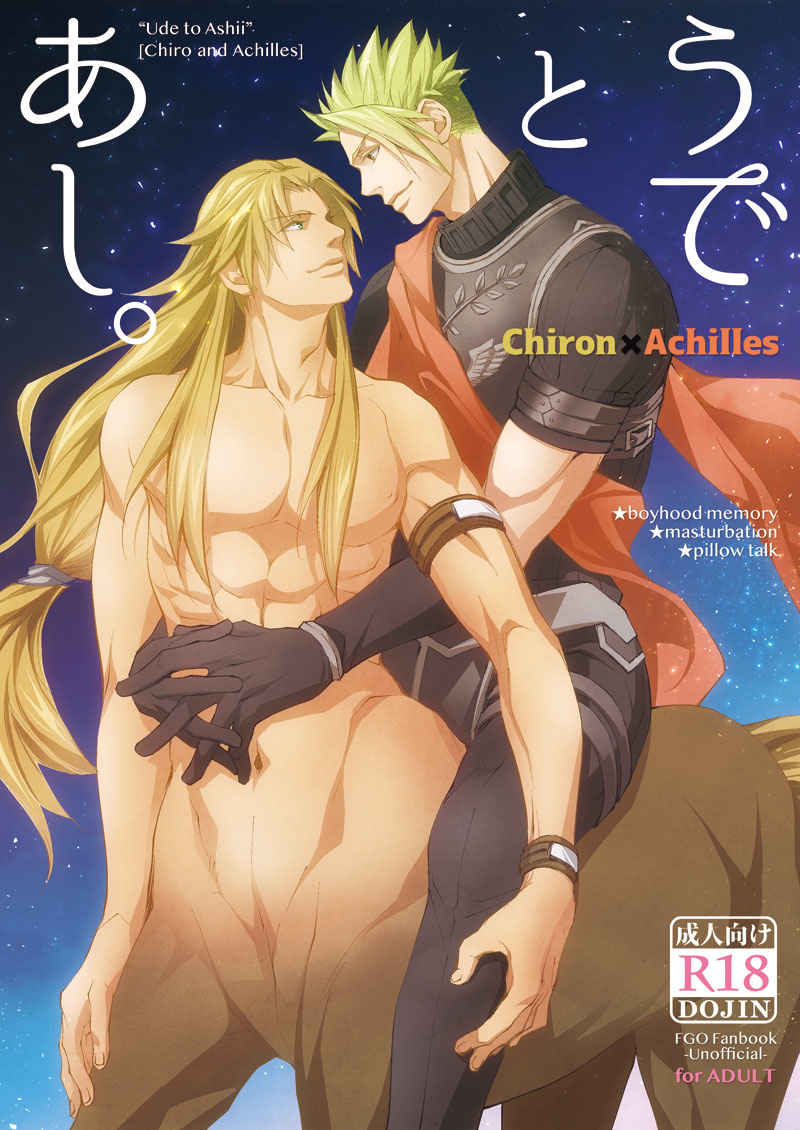 うで
と
あし。
“Ude to Ashii”
[Chiro and Achilles]
Chiron×Achilles
★boyhood memory
★masturbation
★pillow talk
成人向け
R18
DOJIN
FGO Fanbook
-Unofficial-
for ADULT